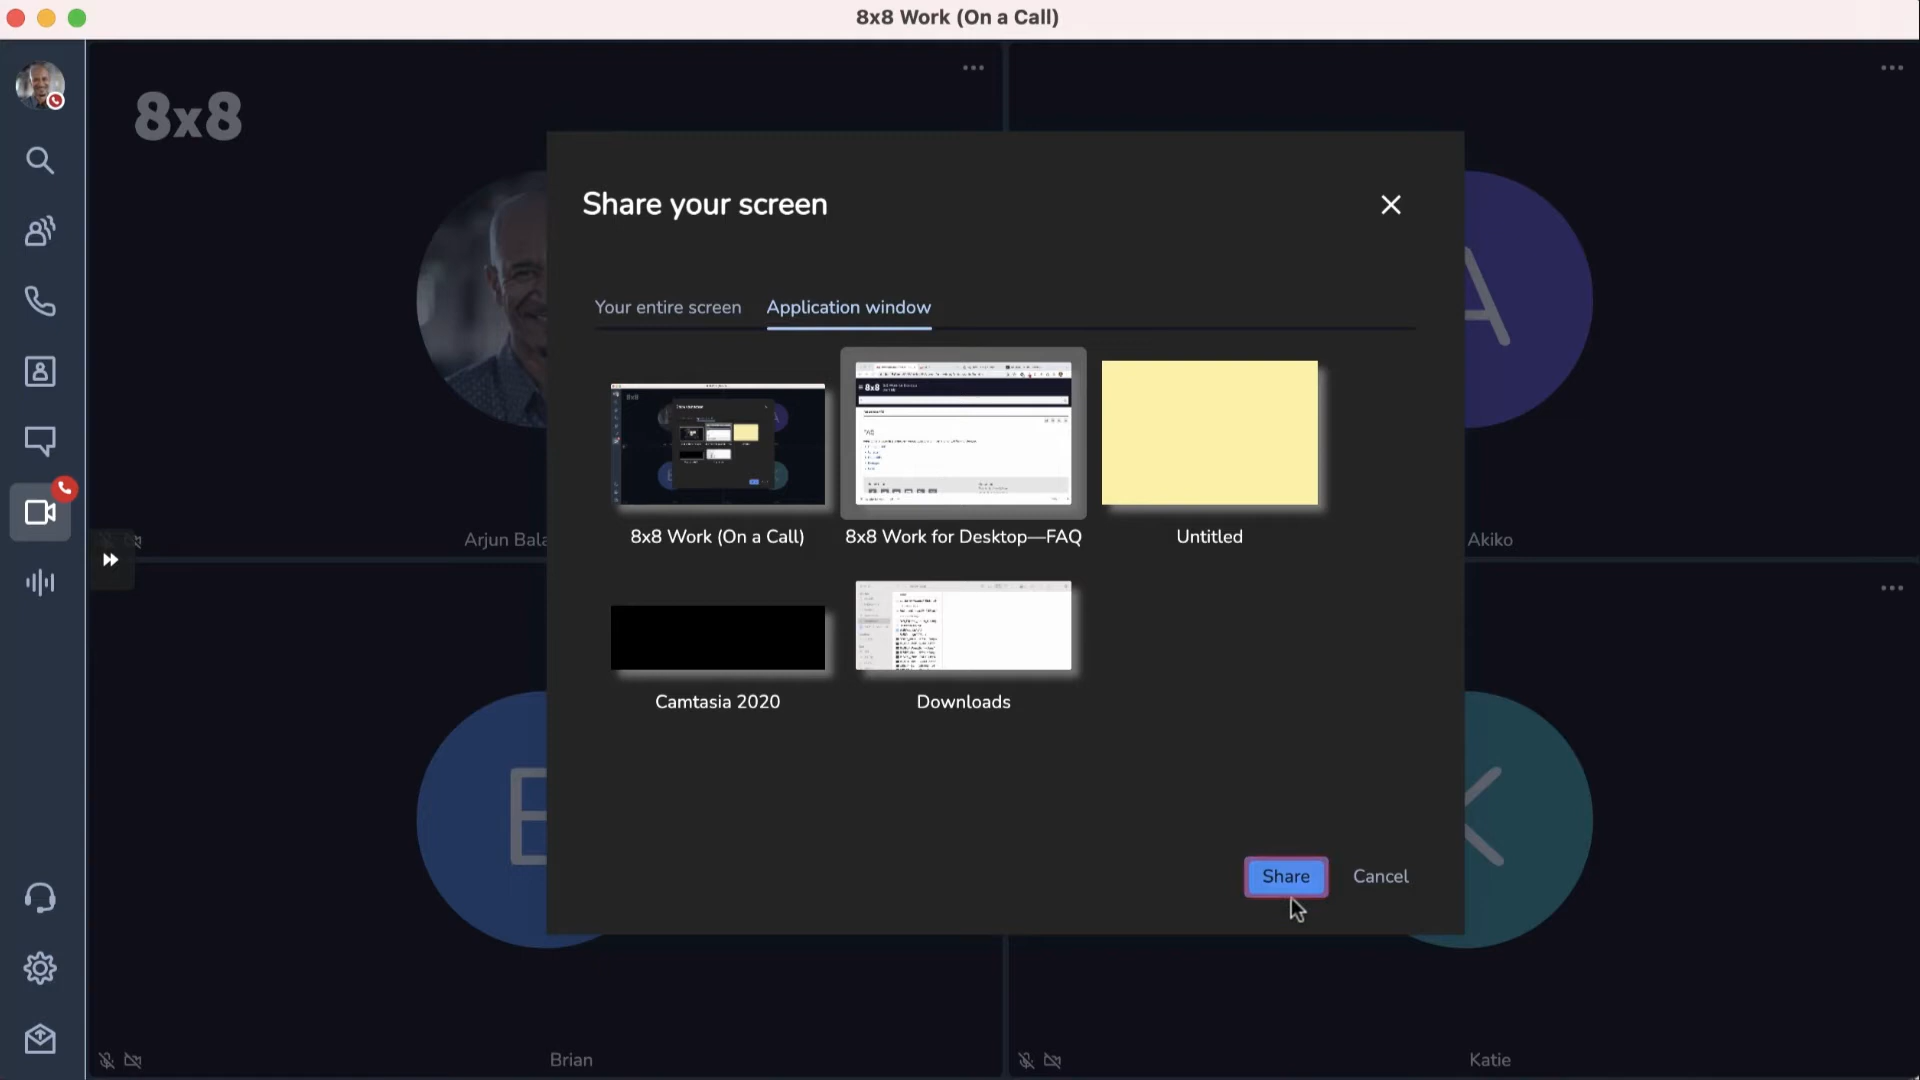 8x8 Work (On a Call)
8x8
Share your screen
Your entire screen
Application window
8x8
8x8 Work (On a Call)
8x8 Work for Desktop—FAQ
Untitled
Camtasia 2020
Downloads
Share
Cancel
Arjun Bala
Akiko
A
K
Brian
Katie